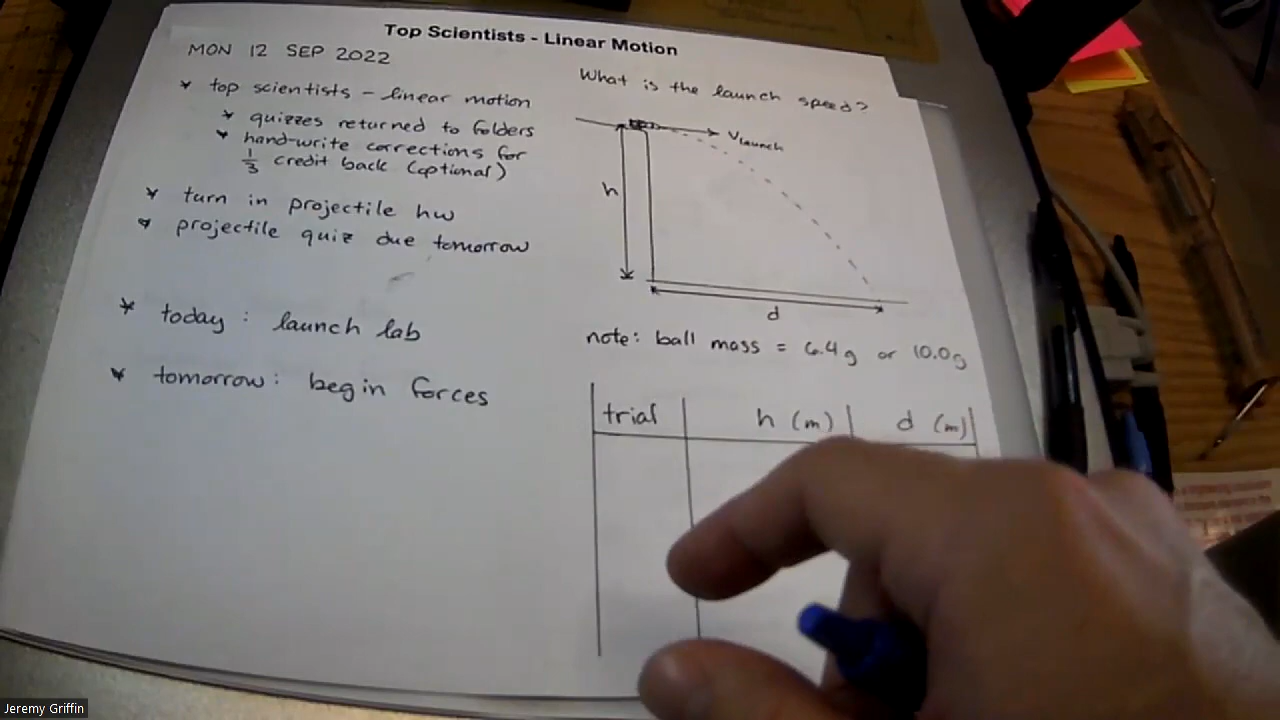 Top Scientists - Linear Motion
MON 12 SEP 2022
* top scientists - linear motion
* quizzes returned to folders
* hand-write corrections for
1/3 credit back (optional)
* turn in projectile hw
* projectile quiz due tomorrow
* today: launch lab
* tomorrow: begin forces
What is the launch speed?
Vlaunch
h
d
note: ball mass = 6.4g or 10.0g
trial h (m) d (m)
Jeremy Griffin